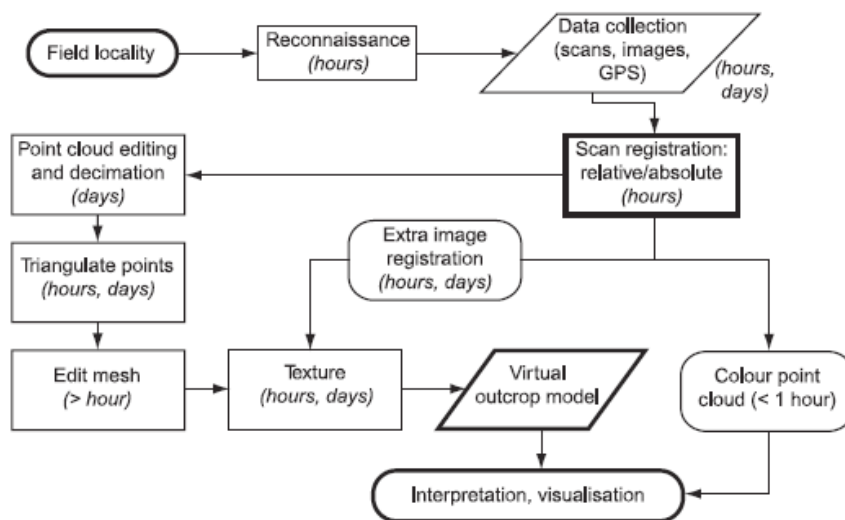 Field locality
Reconnaissance
(hours)
Data collection
(scans, images,
GPS)
(hours,
days)
Point cloud editing
and decimation
(days)
Scan registration:
relative/absolute
(hours)
Extra image
registration
(hours, days)
Triangulate points
(hours, days)
Edit mesh
(> hour)
Texture
(hours, days)
Virtual
outcrop model
Colour point
cloud (< 1 hour)
Interpretation, visualisation